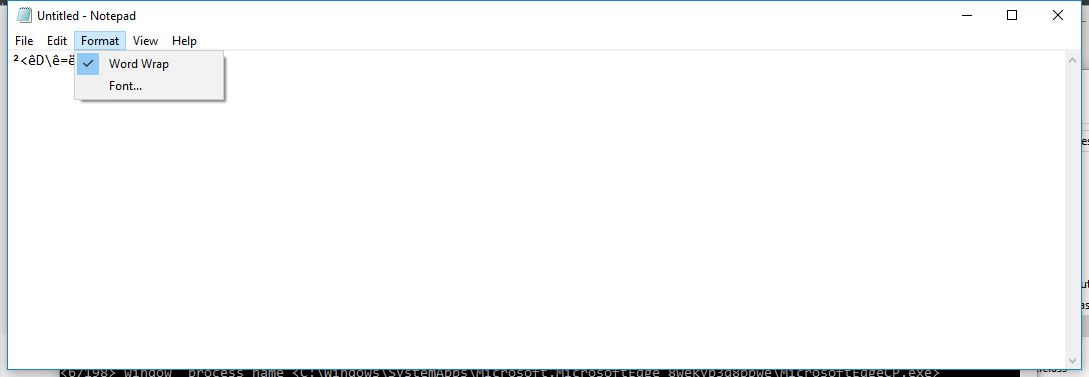 Untitled - Notepad
File Edit Format View Help
²<êD\ê=ë
Word Wrap
Font...
<6/198> Window process name <C:\Windows\SystemApps\Microsoft.MicrosoftEdge_8wekyb3d8bbwe\MicrosoftEdgeCP.exe>